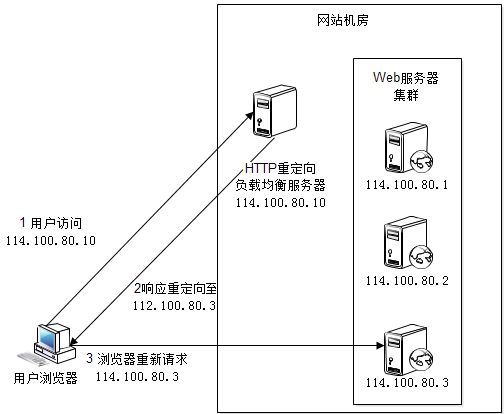 网站机房
Web服务器
集群
HTTP重定向
负载均衡服务器
114.100.80.10
114.100.80.1
1 用户访问
114.100.80.10
114.100.80.2
2响应重定向至
112.100.80.3
3 浏览器重新请求
114.100.80.3
114.100.80.3
用户浏览器